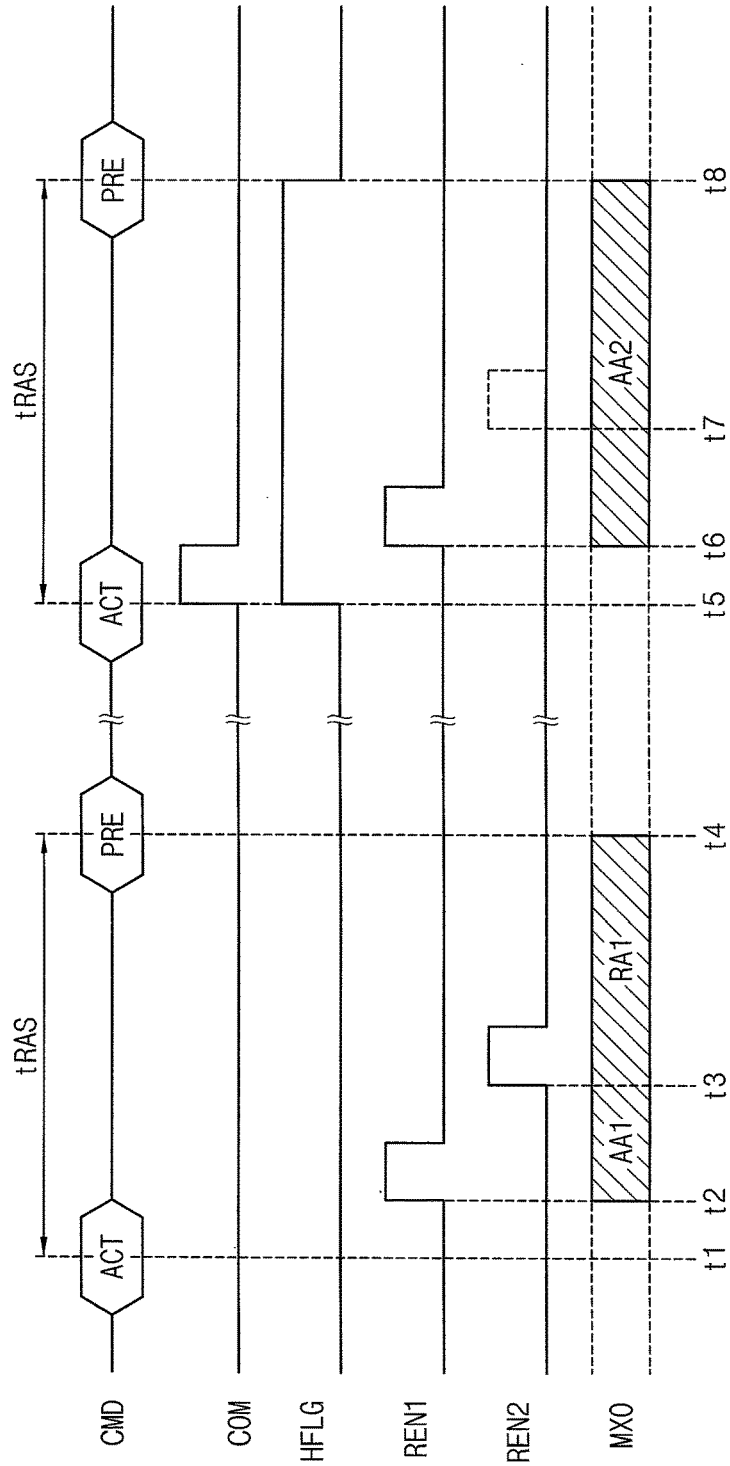 tRAS tRAS
CMD ACT PRE ACT PRE
COM
HFLG
REN1
REN2
MXO AA1 RA1 AA2
t1 t2 t3 t4 t5 t6 t7 t8